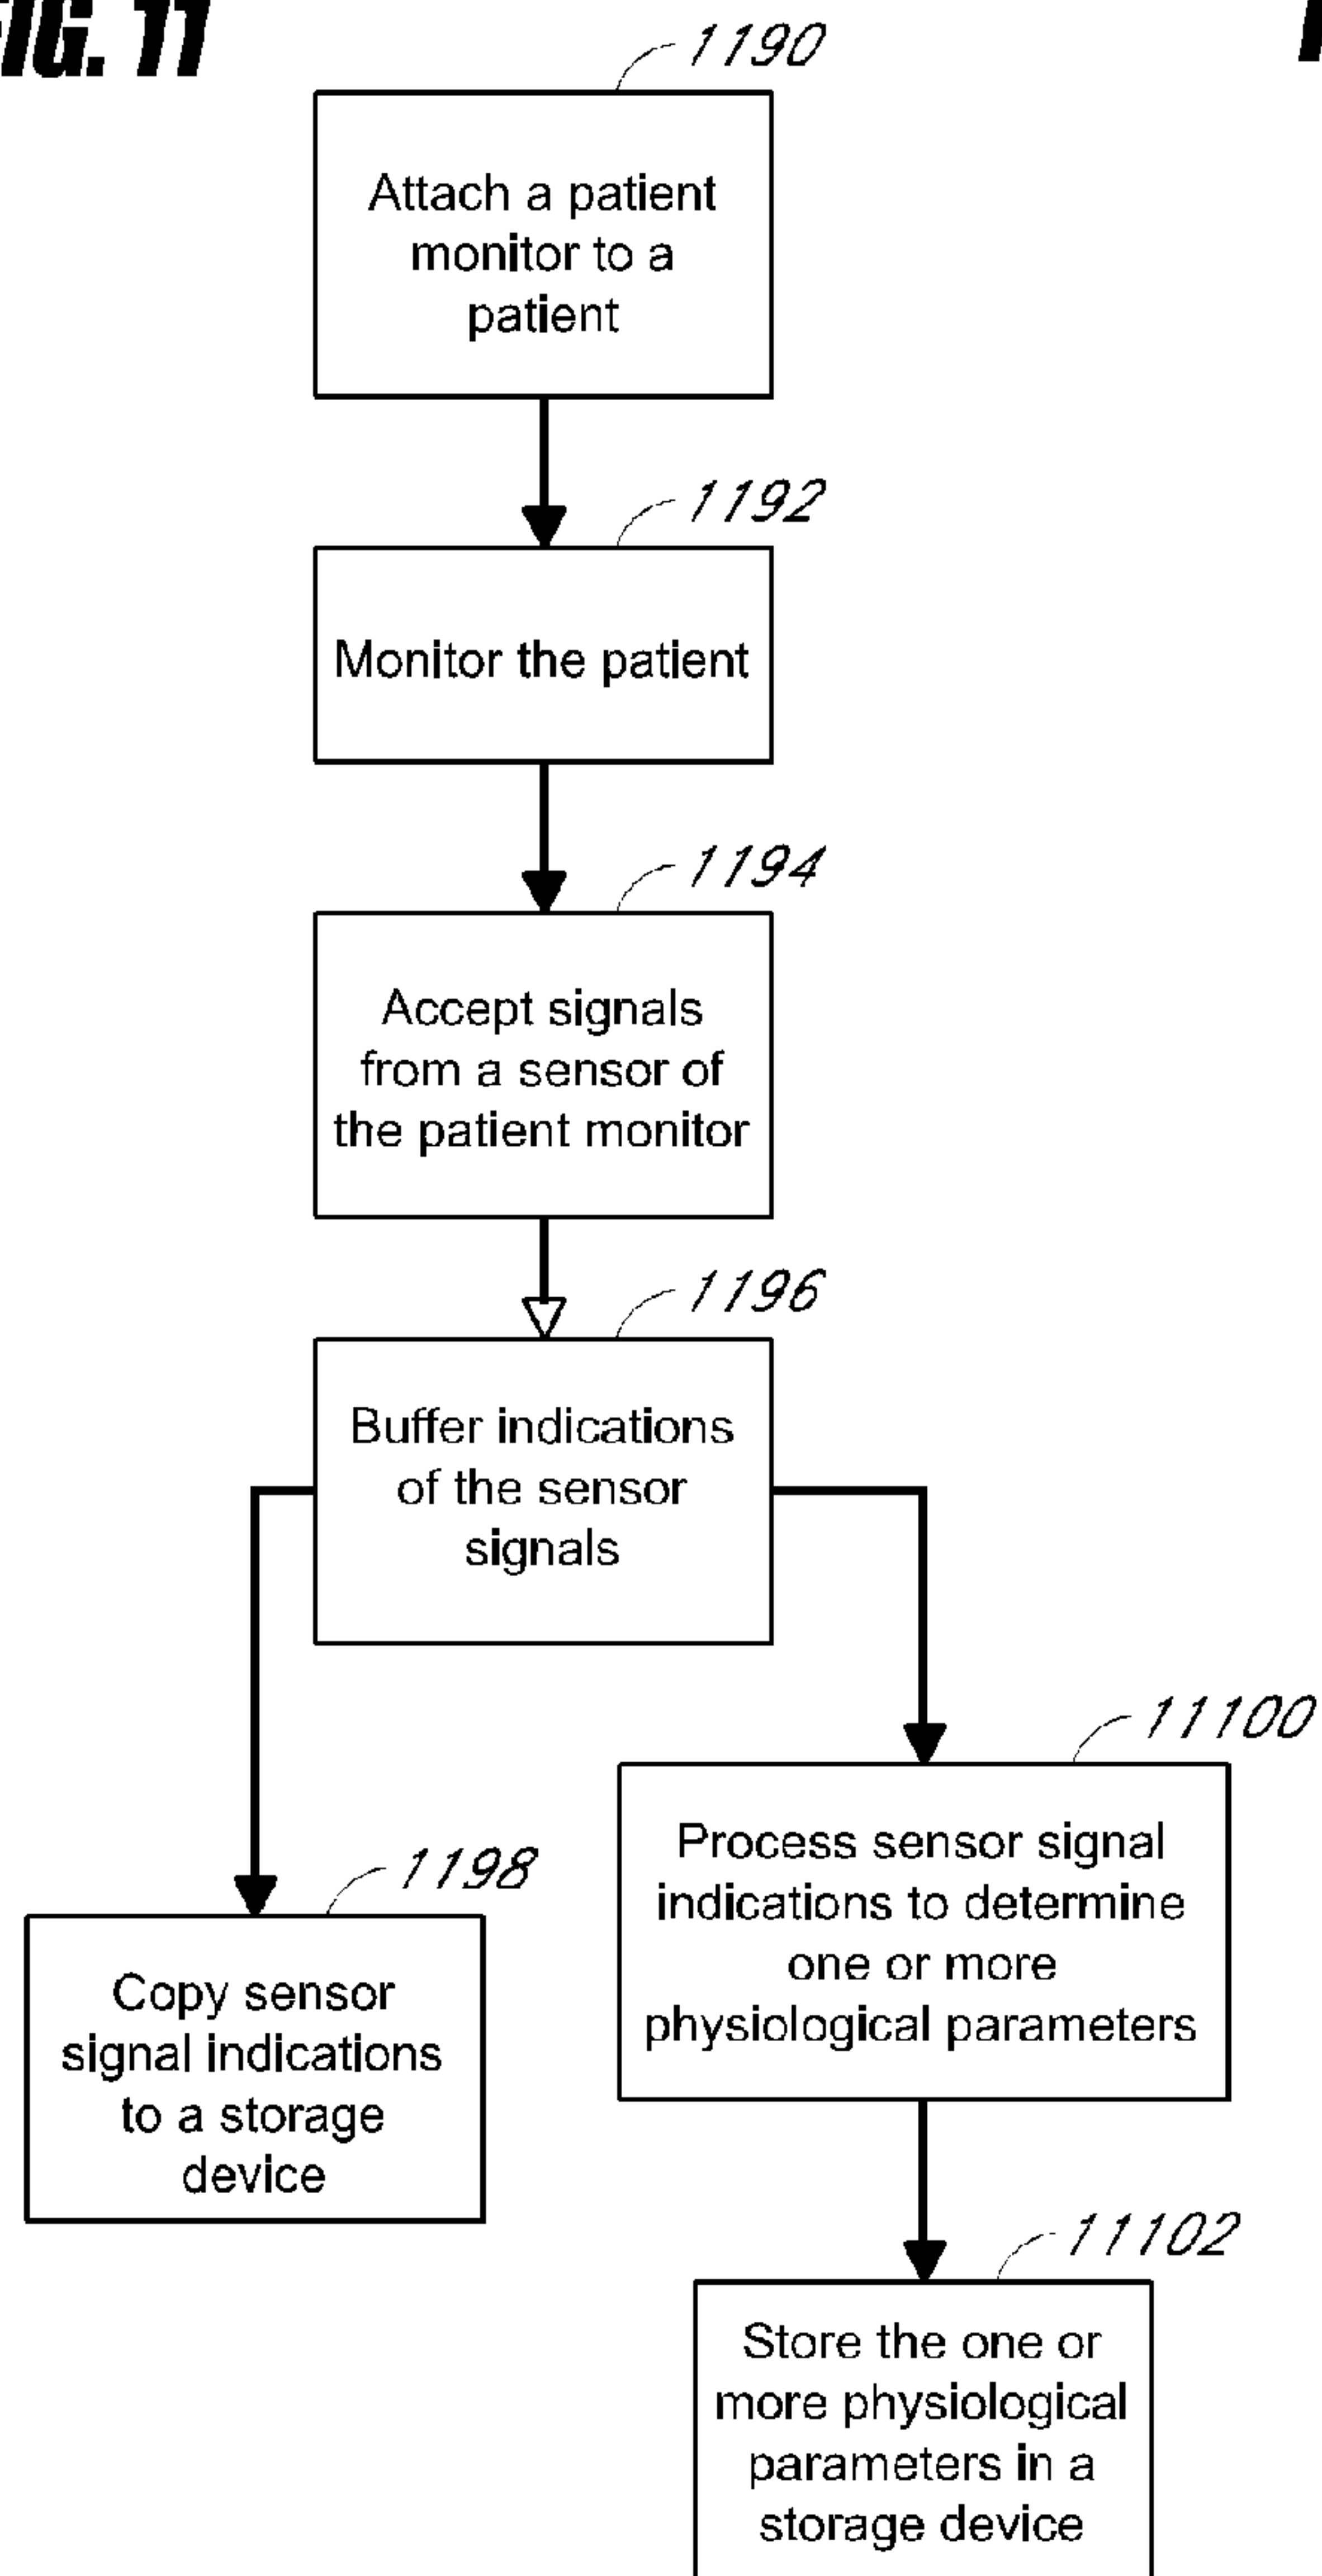 FIG. 11
1190
Attach a patient
monitor to a
patient
1192
Monitor the patient
1194
Accept signals
from a sensor of
the patient monitor
1196
Buffer indications
of the sensor
signals
11100
Process sensor signal
indications to determine
one or more
physiological parameters
1198
Copy sensor
signal indications
to a storage
device
11102
Store the one or
more physiological
parameters in a
storage device